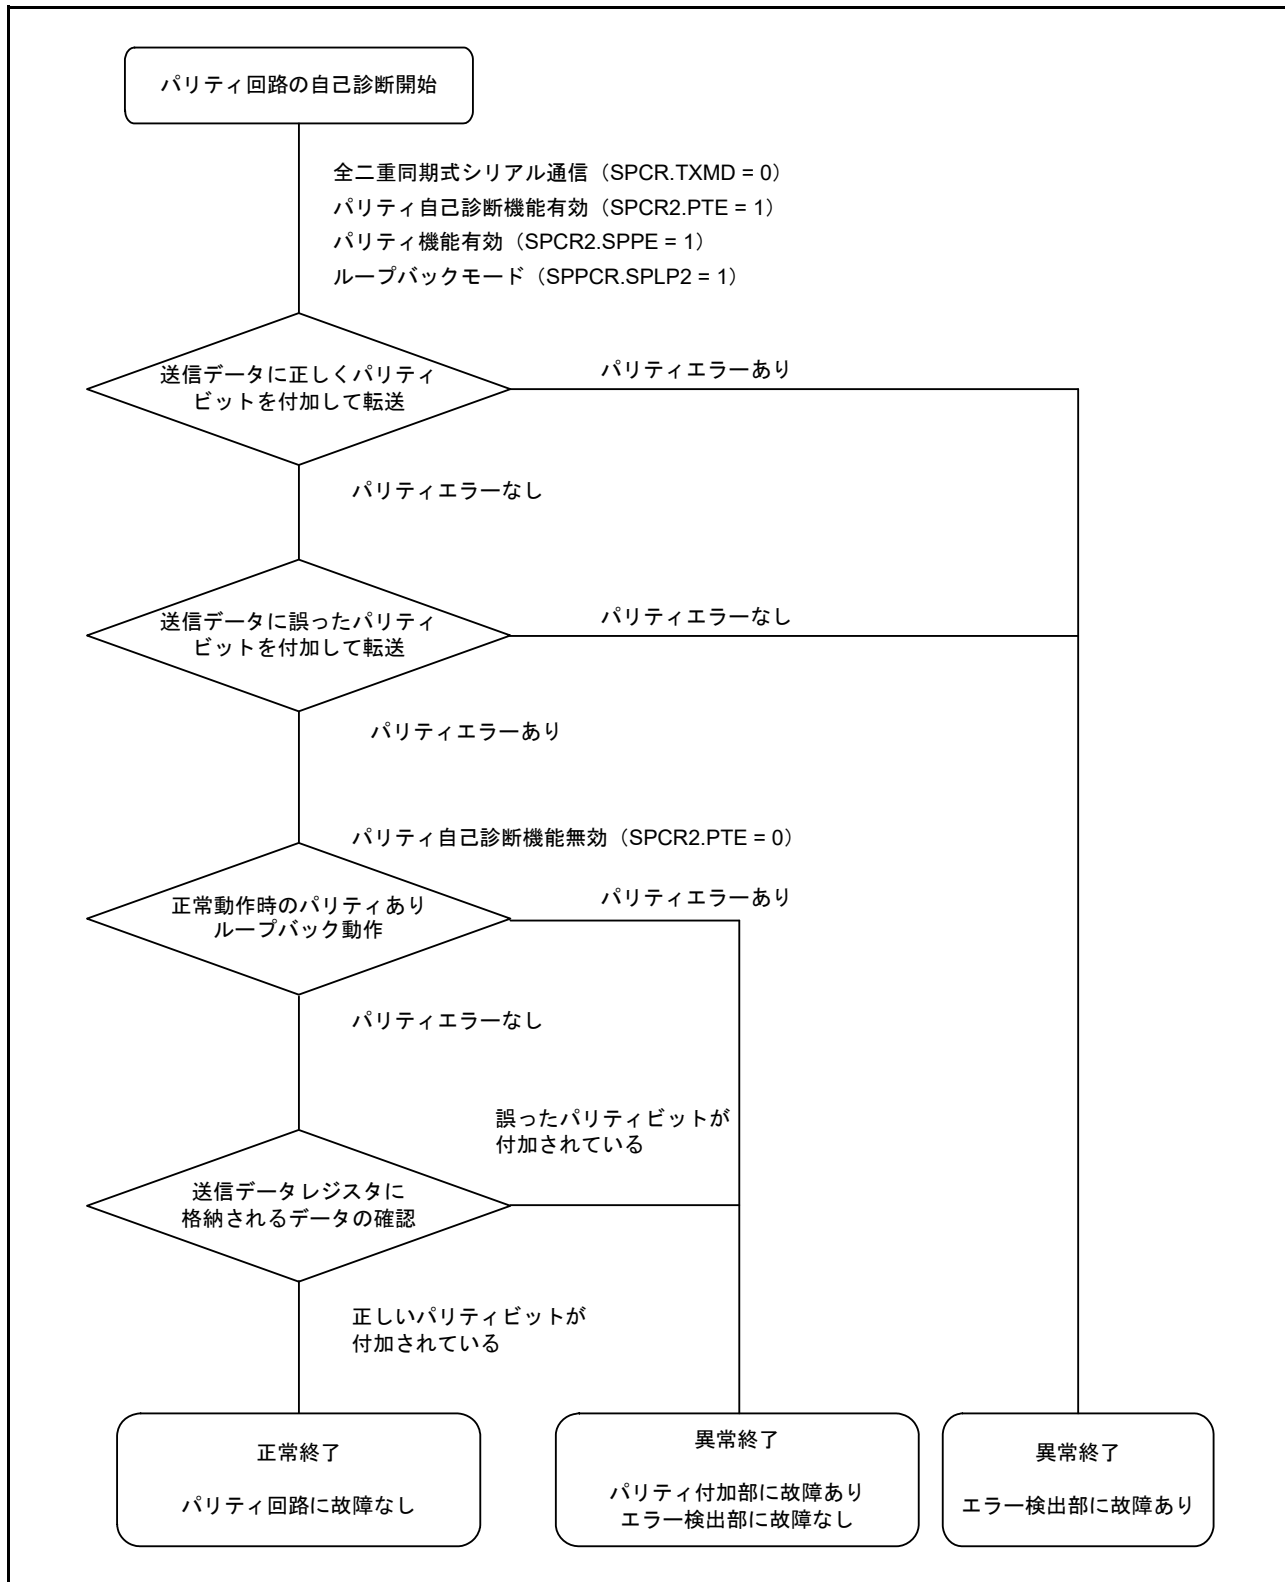 パリティ回路の自己診断開始
全二重同期式シリアル通信（SPCR.TXMD = 0）
パリティ自己診断機能有効（SPCR2.PTE = 1）
パリティ機能有効（SPCR2.SPPE = 1）
ループバックモード（SPPCR.SPLP2 = 1）
送信データに正しくパリティ
ビットを付加して転送
パリティエラーあり
パリティエラーなし
送信データに誤ったパリティ
ビットを付加して転送
パリティエラーなし
パリティエラーあり
パリティ自己診断機能無効（SPCR2.PTE = 0）
正常動作時のパリティあり
ループバック動作
パリティエラーあり
パリティエラーなし
誤ったパリティビットが
付加されている
送信データレジスタに
格納されるデータの確認
正しいパリティビットが
付加されている
正常終了
パリティ回路に故障なし
異常終了
パリティ付加部に故障あり
エラー検出部に故障なし
異常終了
エラー検出部に故障あり